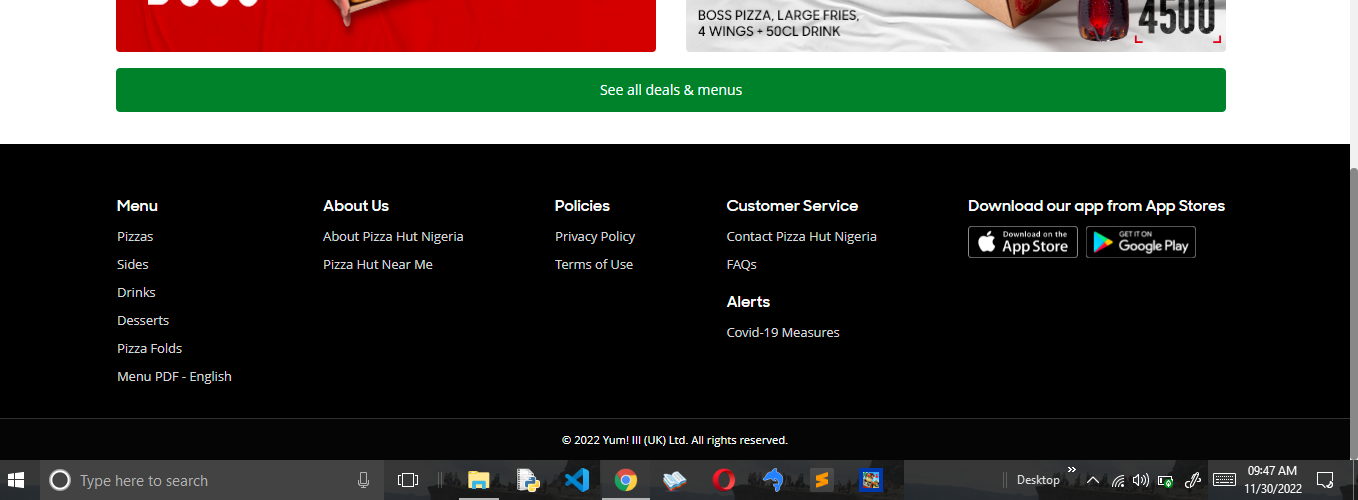 BOSS PIZZA, LARGE FRIES,
4 WINGS + 50CL DRINK
4500
See all deals & menus
Menu
Pizzas
Sides
Drinks
Desserts
Pizza Folds
Menu PDF - English
About Us
About Pizza Hut Nigeria
Pizza Hut Near Me
Policies
Privacy Policy
Terms of Use
Customer Service
Contact Pizza Hut Nigeria
FAQs
Alerts
Covid-19 Measures
Download our app from App Stores
Download on the
App Store
GET IT ON
Google Play
© 2022 Yum! III (UK) Ltd. All rights reserved.
Type here to search
Desktop
09:47 AM
11/30/2022